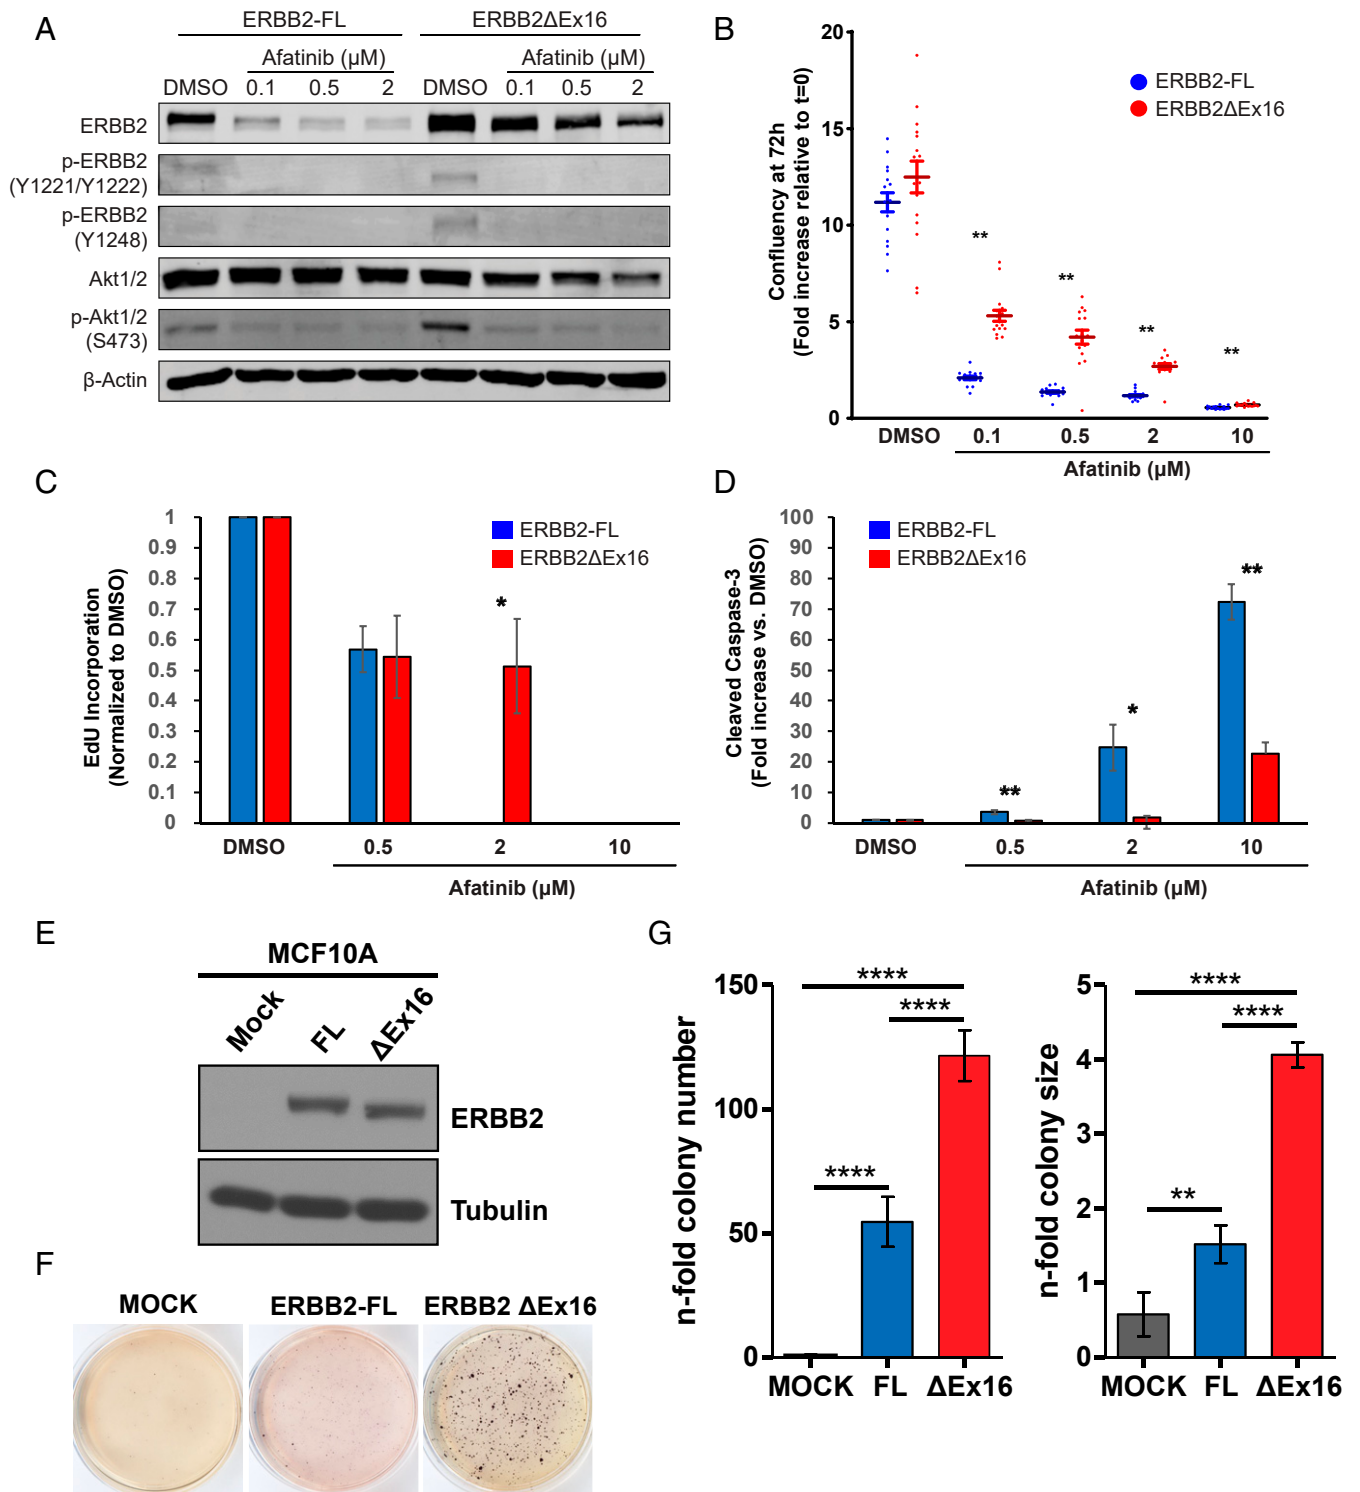 A
ERBB2-FL
ERBB2ΔEx16
Afatinib (µM)
Afatinib (µM)
DMSO 0.1 0.5 2 DMSO 0.1 0.5 2
ERBB2
p-ERBB2
(Y1221/Y1222)
p-ERBB2
(Y1248)
Akt1/2
p-Akt1/2
(S473)
β-Actin
B
Confluency at 72h
(Fold increase relative to t=0)
20
15
10
5
0
ERBB2-FL
ERBB2ΔEx16
**
**
**
**
DMSO 0.1 0.5 2 10
Afatinib (µM)
C
EdU Incorporation
(Normalized to DMSO)
1
0.9
0.8
0.7
0.6
0.5
0.4
0.3
0.2
0.1
0
ERBB2-FL
ERBB2ΔEx16
*
DMSO 0.5 2 10
Afatinib (µM)
D
Cleaved Caspase-3
(Fold increase vs. DMSO)
100
90
80
70
60
50
40
30
20
10
0
ERBB2-FL
ERBB2ΔEx16
**
*
**
DMSO 0.5 2 10
Afatinib (µM)
E
MCF10A
Mock FL ΔEx16
ERBB2
Tubulin
F
MOCK ERBB2-FL ERBB2 ΔEx16
G
n-fold colony number
150
100
50
0
****
****
****
MOCK FL ΔEx16
n-fold colony size
5
4
3
2
1
0
****
****
**
MOCK FL ΔEx16